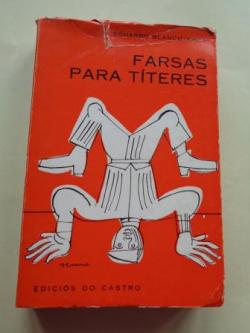 EDUARDO BLANCO-AMOR
FARSAS
PARA TÍTERES
EDICIÓS DO CASTRO